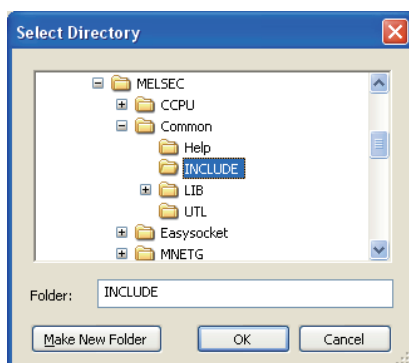 Select Directory
MELSEC
CCPU
Common
Help
INCLUDE
LIB
UTL
Easysocket
MNETG
Folder: INCLUDE
Make New Folder OK Cancel